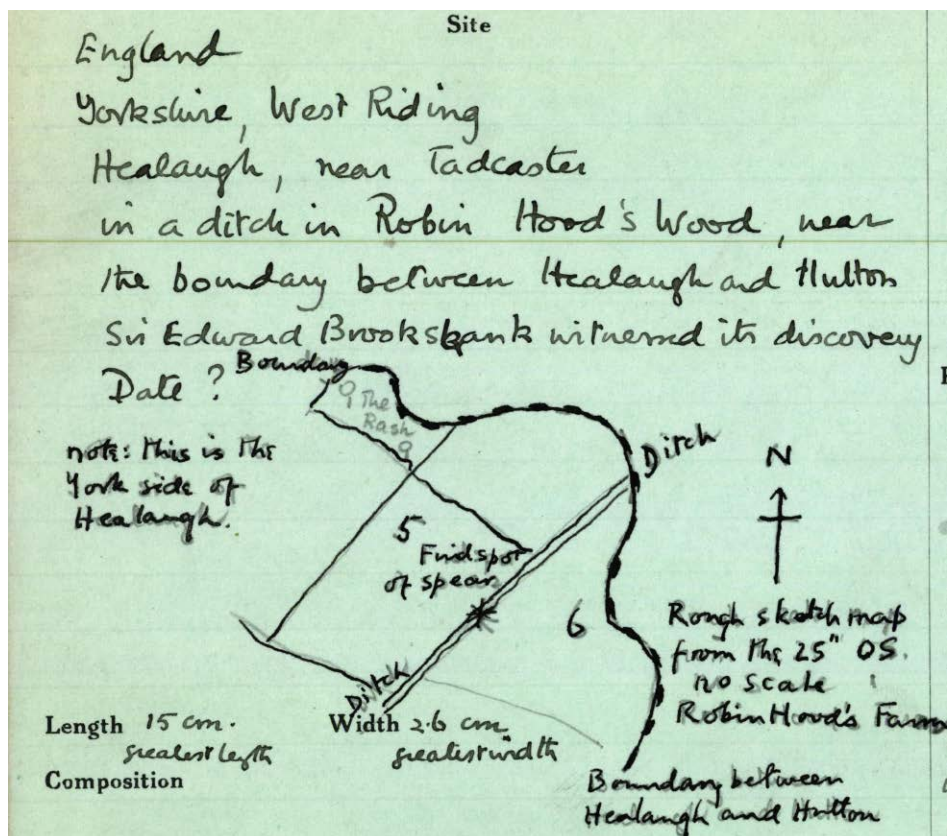 Site
England
Yorkshire, West Riding
Healaugh, near Tadcaster
in a ditch in Robin Hood's Wood, near
the boundary between Healaugh and Hutton
Sir Edward Brooksbank witnessed its discovery
Date ?
Boundary
The
Rash
note: this is the
York side of
Healaugh.
Ditch
N
5
Findspot
of spear
6
Rough sketch map
from the 25" OS.
no scale
Robin Hood's Farm
Ditch
Length 15 cm.
greatest length
Width 2.6 cm.
greatest width
Composition
Boundary between
Healaugh and Hutton